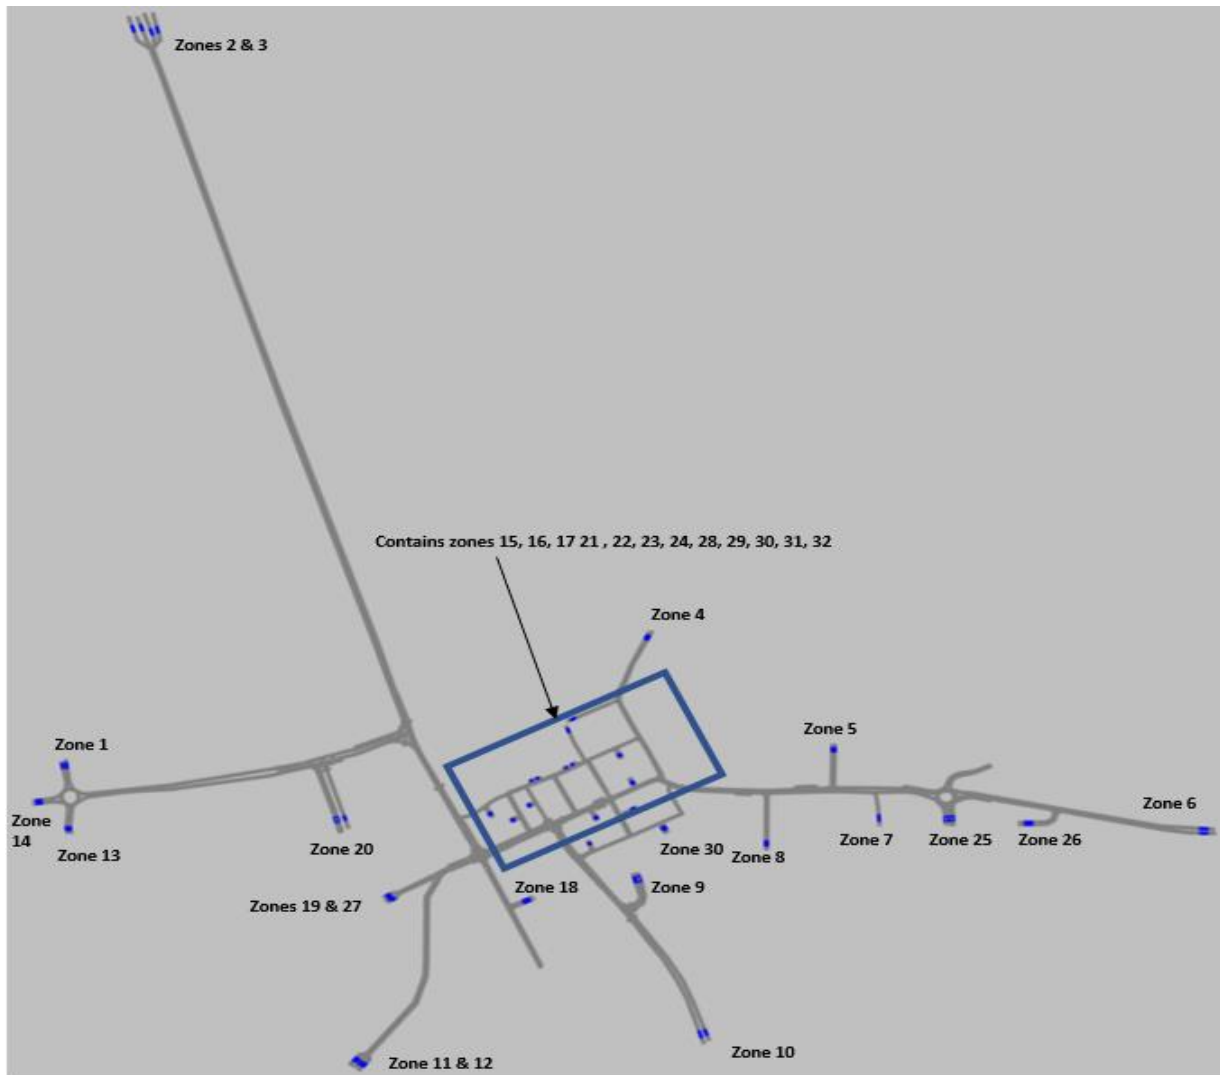 Zones 2 & 3
Contains zones 15, 16, 17 21 , 22, 23, 24, 28, 29, 30, 31, 32
Zone 4
Zone 5
Zone 1
Zone 6
Zone
14
Zone 13
Zone 20
Zone 30
Zone 8
Zone 7
Zone 25
Zone 26
Zone 18
Zone 9
Zones 19 & 27
Zone 10
Zone 11 & 12